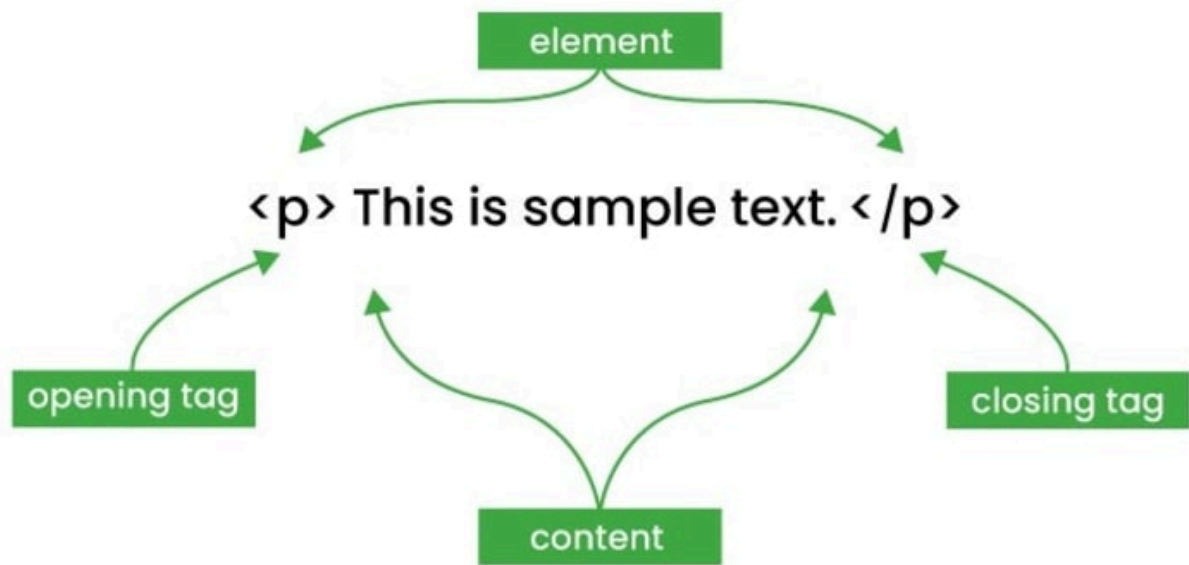 element
<p> This is sample text. </p>
opening tag
closing tag
content